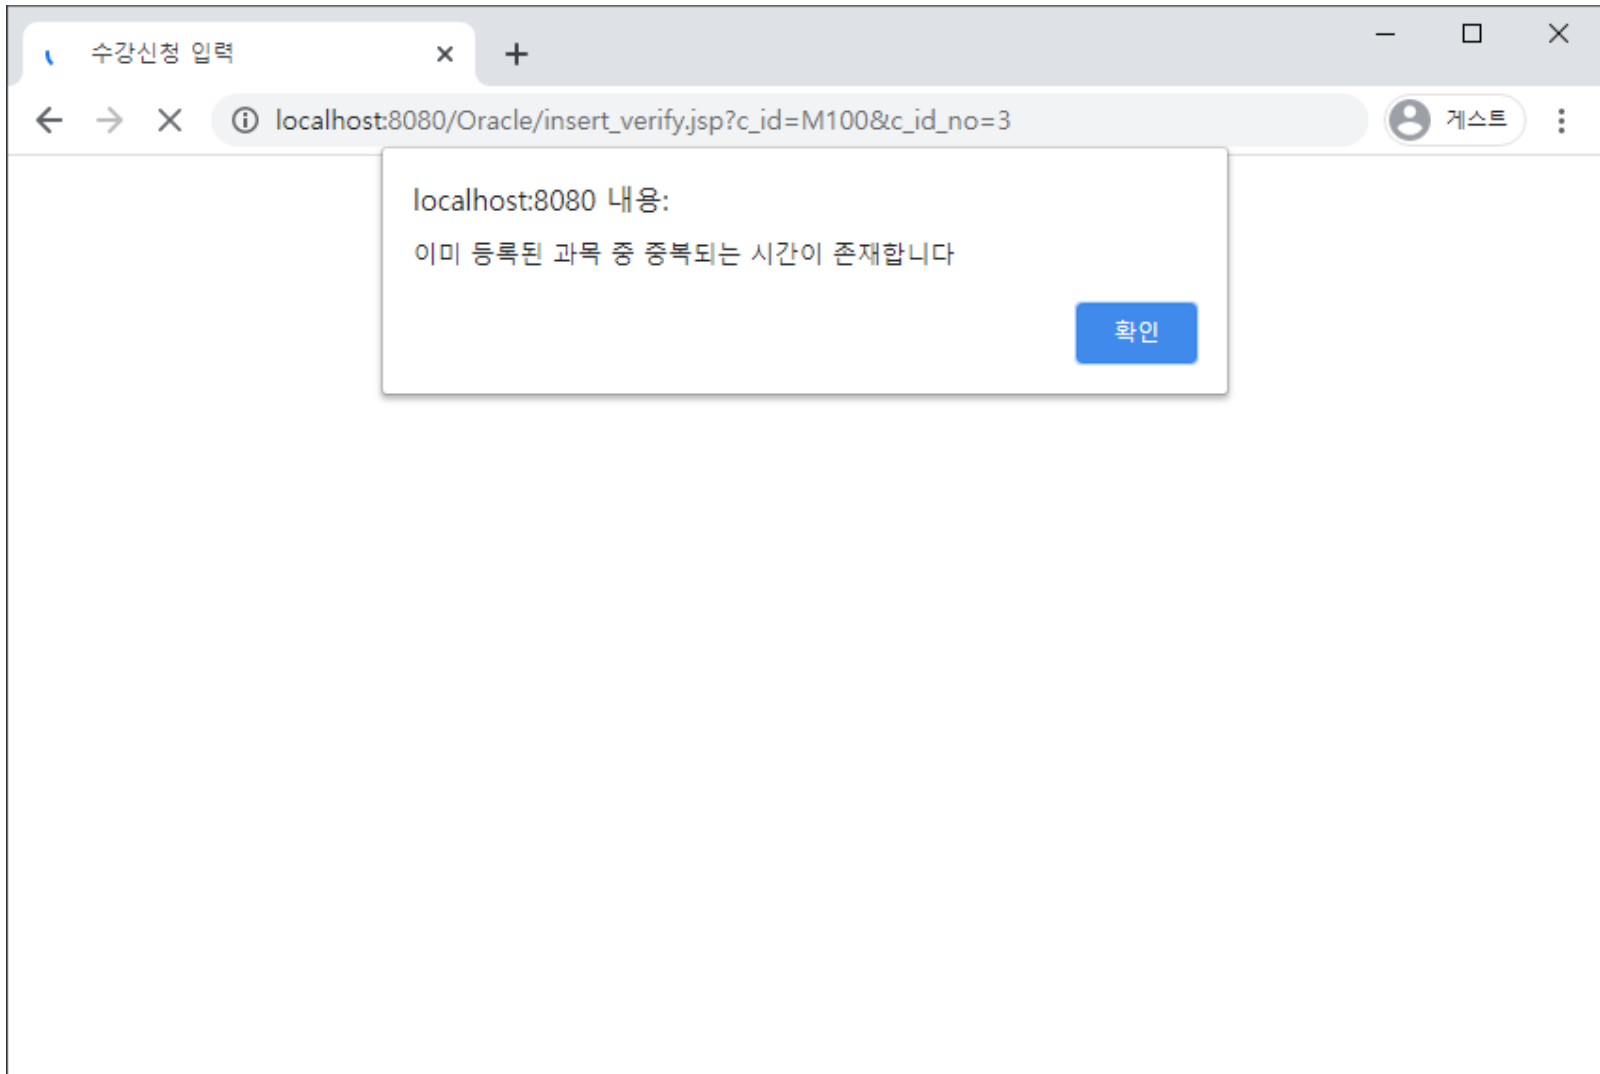 수강신청 입력
localhost:8080/Oracle/insert_verify.jsp?c_id=M100&c_id_no=3
게스트
localhost:8080 내용:
이미 등록된 과목 중 중복되는 시간이 존재합니다
확인